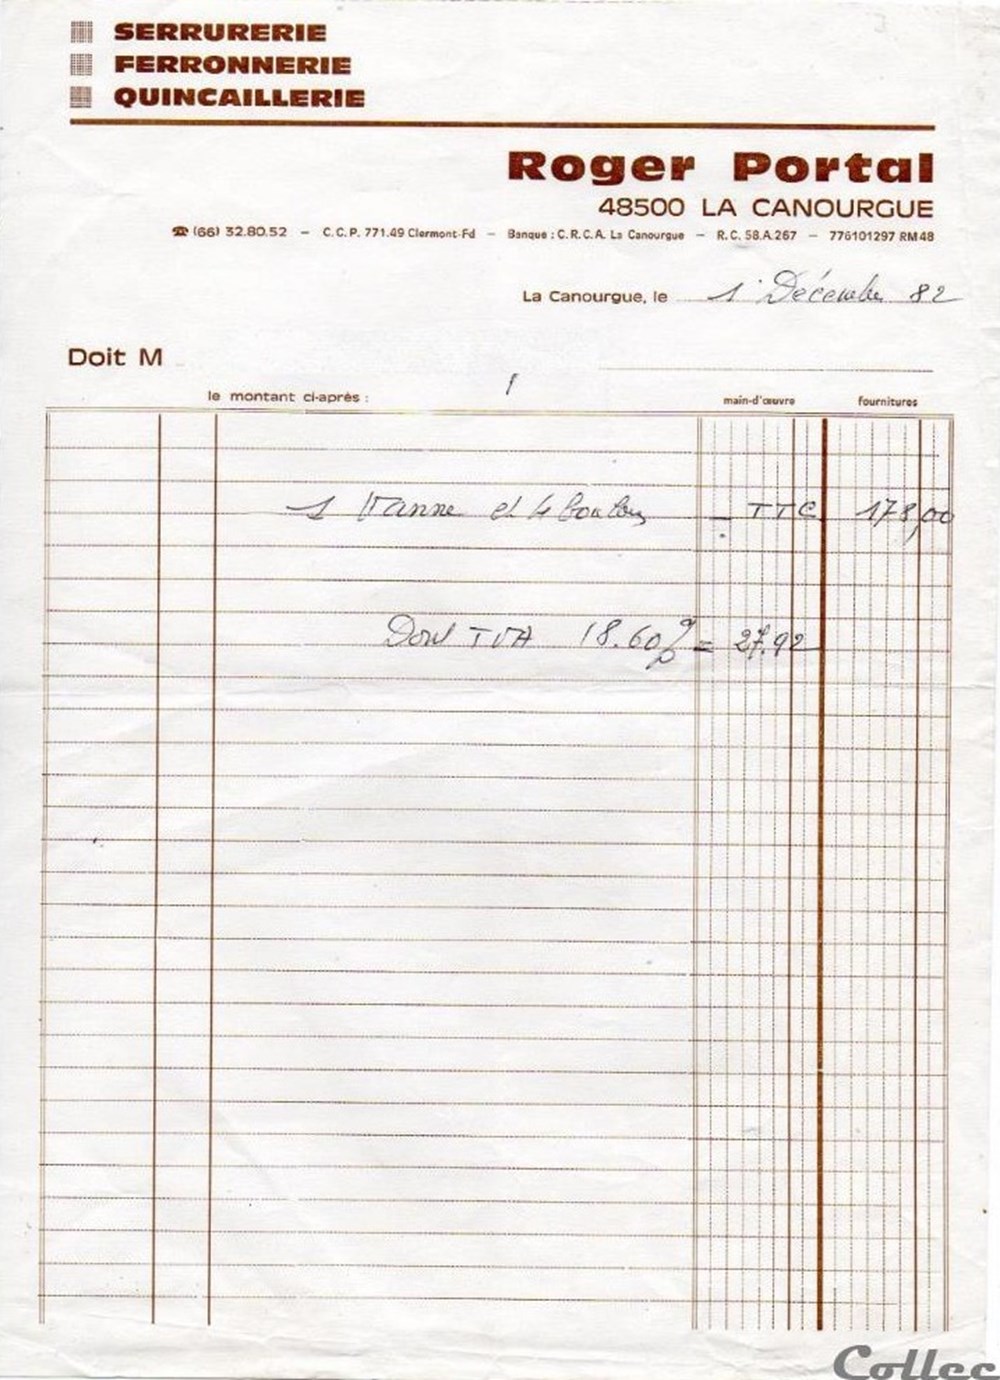 SERRURERIE
FERRONNERIE
QUINCAILLERIE
Roger Portal
48500 LA CANOURGUE
☎ (66) 32.80.52 – C.C.P. 771.49 Clermont-Fd – Banque : C.R.C.A. La Canourgue – R.C. 58.A.267 – 776101297 RM48
La Canourgue, le 1° Décembre 82
Doit M
le montant ci-après : main-d'œuvre fournitures
1 Vanne et 4 boulons – TTC 178,00
Dont TVA 18.60% = 27.92
Collec